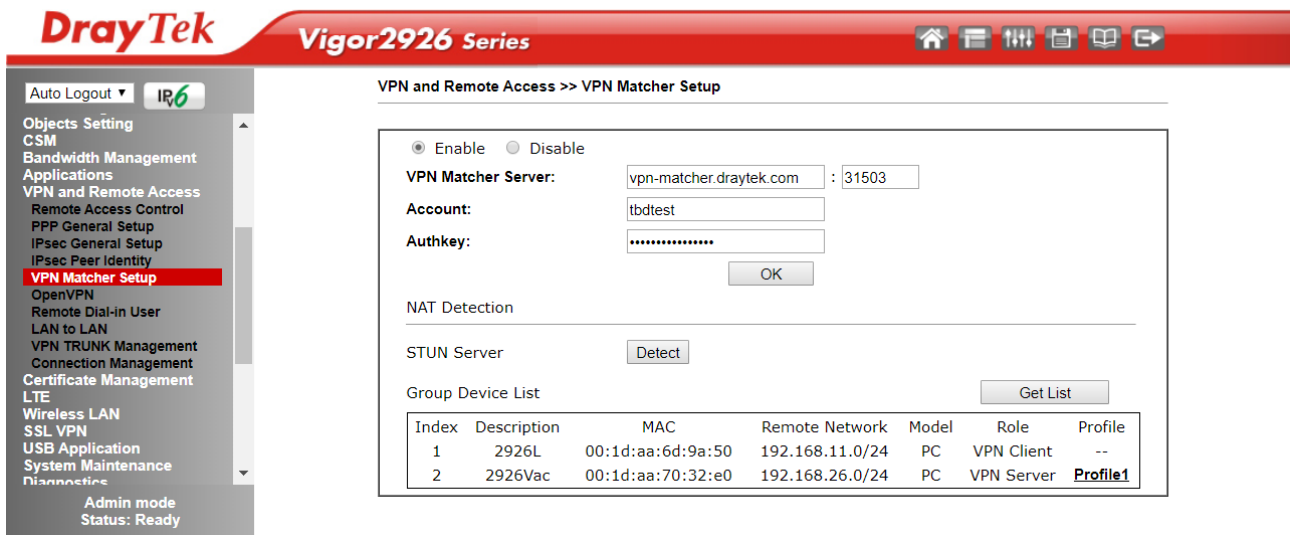 DrayTek Vigor2926 Series
Auto Logout ▼ IPv6
Objects Setting
CSM
Bandwidth Management
Applications
VPN and Remote Access
Remote Access Control
PPP General Setup
IPsec General Setup
IPsec Peer Identity
VPN Matcher Setup
OpenVPN
Remote Dial-in User
LAN to LAN
VPN TRUNK Management
Connection Management
Certificate Management
LTE
Wireless LAN
SSL VPN
USB Application
System Maintenance
Diagnostics
Admin mode
Status: Ready
VPN and Remote Access >> VPN Matcher Setup
Enable Disable
VPN Matcher Server: vpn-matcher.draytek.com : 31503
Account: tbdtest
Authkey: ••••••••••••••••
OK
NAT Detection
STUN Server Detect
Group Device List Get List
Index Description MAC Remote Network Model Role Profile
1 2926L 00:1d:aa:6d:9a:50 192.168.11.0/24 PC VPN Client --
2 2926Vac 00:1d:aa:70:32:e0 192.168.26.0/24 PC VPN Server Profile1